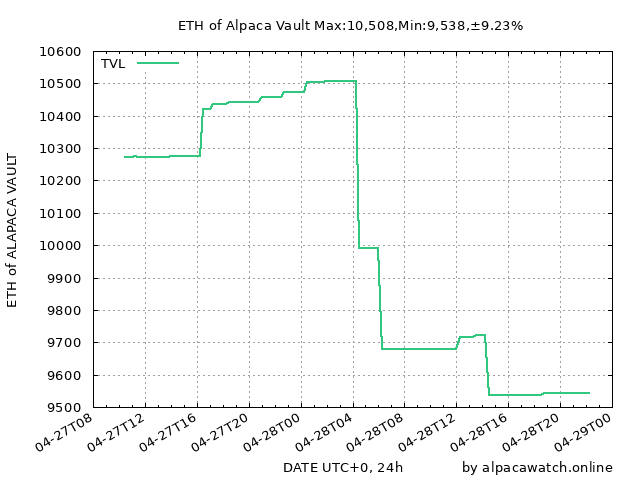 ETH of Alpaca Vault Max:10,508,Min:9,538,±9.23%
TVL
ETH of ALAPACA VAULT
10600
10500
10400
10300
10200
10100
10000
9900
9800
9700
9600
9500
04-27T08
04-27T12
04-27T16
04-27T20
04-28T00
04-28T04
04-28T08
04-28T12
04-28T16
04-28T20
04-29T00
DATE UTC+0, 24h
by alpacawatch.online